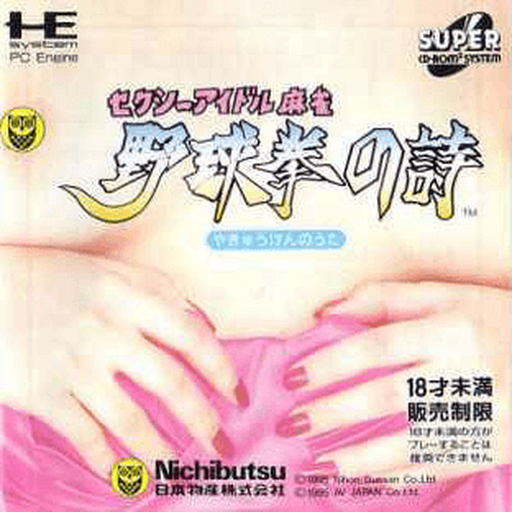 HE
system
PC Engine
SUPER
CD-ROM² SYSTEM
セクシーアイドル麻雀
野球拳の詩
TM
やきゅうけんのうた
18才未満
販売制限
18才未満の方が
プレーすることは
推奨できません
Nichibutsu
日本物産株式会社
©1995 Nihon Bussan Co.,Ltd.
©1995 AV JAPAN Co.,Ltd.